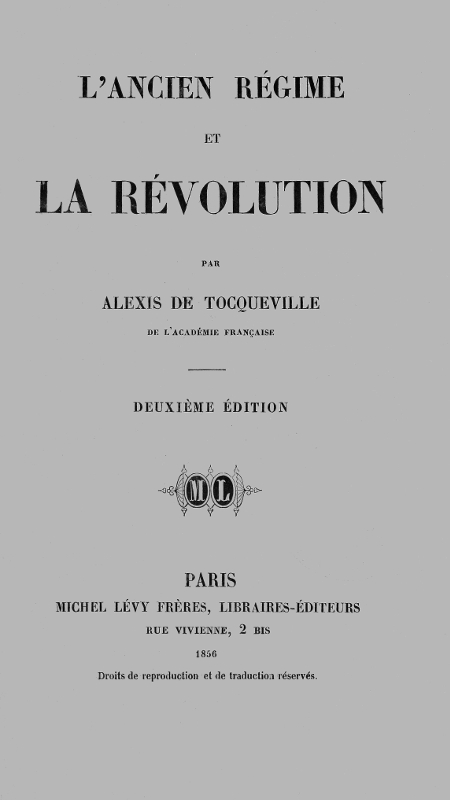 L'ANCIEN RÉGIME
ET
LA RÉVOLUTION
PAR
ALEXIS DE TOCQUEVILLE
DE L'ACADÉMIE FRANÇAISE
DEUXIÈME ÉDITION
M L
PARIS
MICHEL LÉVY FRÈRES, LIBRAIRES-ÉDITEURS
RUE VIVIENNE, 2 BIS
1856
Droits de reproduction et de traduction réservés.